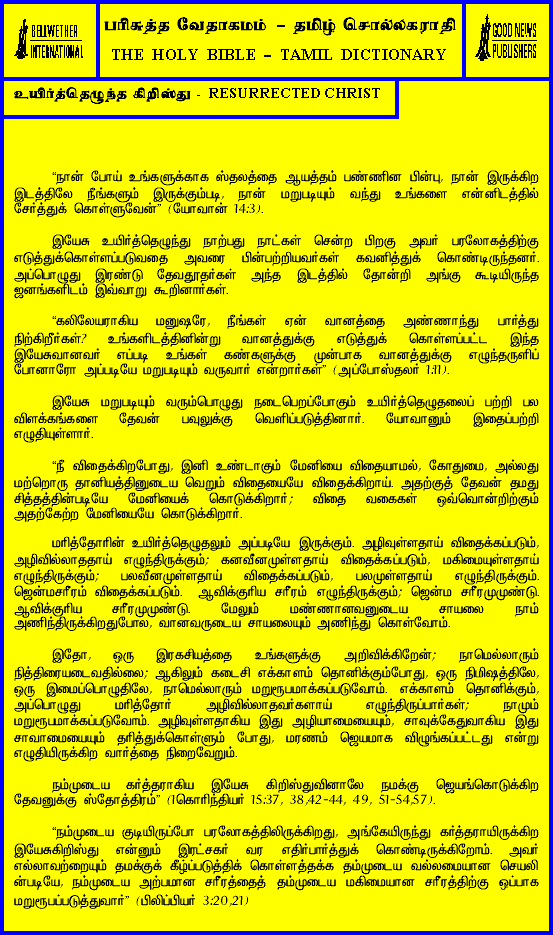 BELLWETHER
INTERNATIONAL
பரிசுத்த வேதாகமம் – தமிழ் சொல்லகராதி
THE HOLY BIBLE – TAMIL DICTIONARY
GOOD NEWS
PUBLISHERS
உயிர்த்தெழுந்த கிறிஸ்து - RESURRECTED CHRIST
“நான் போய் உங்களுக்காக ஸ்தலத்தை ஆயத்தம் பண்ணின பின்பு, நான் இருக்கிற
இடத்திலே நீங்களும் இருக்கும்படி, நான் மறுபடியும் வந்து உங்களை என்னிடத்தில்
சேர்த்துக் கொள்ளுவேன்” (யோவான் 14:3).
இயேசு உயிர்த்தெழுந்து நாற்பது நாட்கள் சென்ற பிறகு அவர் பரலோகத்திற்கு
எடுத்துக்கொள்ளப்படுவதை அவரை பின்பற்றியவர்கள் கவனித்துக் கொண்டிருந்தனர்.
அப்பொழுது இரண்டு தேவதூதர்கள் அந்த இடத்தில் தோன்றி அங்கு கூடியிருந்த
ஜனங்களிடம் இவ்வாறு கூறினார்கள்.
“கலிலேயராகிய மனுஷரே, நீங்கள் ஏன் வானத்தை அண்ணாந்து பார்த்து
நிற்கிறீர்கள்? உங்களிடத்தினின்று வானத்துக்கு எடுத்துக் கொள்ளப்பட்ட இந்த
இயேசுவானவர் எப்படி உங்கள் கண்களுக்கு முன்பாக வானத்துக்கு எழுந்தருளிப்
போனாரோ அப்படியே மறுபடியும் வருவார் என்றார்கள்” (அப்போஸ்தலர் 1:11).
இயேசு மறுபடியும் வரும்பொழுது நடைபெறப்போகும் உயிர்த்தெழுதலைப் பற்றி பல
விளக்கங்களை தேவன் பவுலுக்கு வெளிப்படுத்தினார். யோவானும் இதைப்பற்றி
எழுதியுள்ளார்.
“நீ விதைக்கிறபோது, இனி உண்டாகும் மேனியை விதையாமல், கோதுமை, அல்லது
மற்றொரு தானியத்தினுடைய வெறும் விதையையே விதைக்கிறாய். அதற்குத் தேவன் தமது
சித்தத்தின்படியே மேனியைக் கொடுக்கிறார்; விதை வகைகள் ஒவ்வொன்றிற்கும்
அதற்கேற்ற மேனியையே கொடுக்கிறார்.
மரித்தோரின் உயிர்த்தெழுதலும் அப்படியே இருக்கும். அழிவுள்ளதாய் விதைக்கப்படும்,
அழிவில்லாததாய் எழுந்திருக்கும்; கனவீனமுள்ளதாய் விதைக்கப்படும், மகிமையுள்ளதாய்
எழுந்திருக்கும்; பலவீனமுள்ளதாய் விதைக்கப்படும், பலமுள்ளதாய் எழுந்திருக்கும்.
ஜென்மசரீரம் விதைக்கப்படும். ஆவிக்குரிய சரீரம் எழுந்திருக்கும்; ஜென்ம சரீரமுமுண்டு.
ஆவிக்குரிய சரீரமுமுண்டு. மேலும் மண்ணானவனுடைய சாயலை நாம்
அணிந்திருக்கிறதுபோல, வானவருடைய சாயலையும் அணிந்து கொள்வோம்.
இதோ, ஒரு இரகசியத்தை உங்களுக்கு அறிவிக்கிறேன்; நாமெல்லாரும்
நித்திரையடைவதில்லை; ஆகிலும் கடைசி எக்காளம் தொனிக்கும்போது, ஒரு நிமிஷத்திலே,
ஒரு இமைப்பொழுதிலே, நாமெல்லாரும் மறுரூபமாக்கப்படுவோம். எக்காளம் தொனிக்கும்,
அப்பொழுது மரித்தோர் அழிவில்லாதவர்களாய் எழுந்திருப்பார்கள்; நாமும்
மறுரூபமாக்கப்படுவோம். அழிவுள்ளதாகிய இது அழியாமையையும், சாவுக்கேதுவாகிய இது
சாவாமையையும் தரித்துக்கொள்ளும் போது, மரணம் ஜெயமாக விழுங்கப்பட்டது என்று
எழுதியிருக்கிற வார்த்தை நிறைவேறும்.
நம்முடைய கர்த்தராகிய இயேசு கிறிஸ்துவினாலே நமக்கு ஜெயங்கொடுக்கிற
தேவனுக்கு ஸ்தோத்திரம்” (1கொரிந்தியர் 15:37, 38,42-44, 49, 51-54,57).
“நம்முடைய குடியிருப்போ பரலோகத்திலிருக்கிறது, அங்கேயிருந்து கர்த்தராயிருக்கிற
இயேசுகிறிஸ்து என்னும் இரட்சகர் வர எதிர்பார்த்துக் கொண்டிருக்கிறோம். அவர்
எல்லாவற்றையும் தமக்குக் கீழ்ப்படுத்திக் கொள்ளத்தக்க தம்முடைய வல்லமையான செயலி
ன்படியே, நம்முடைய அற்பமான சரீரத்தைத் தம்முடைய மகிமையான சரீரத்திற்கு ஒப்பாக
மறுரூபப்படுத்துவார்” (பிலிப்பியர் 3:20,21)